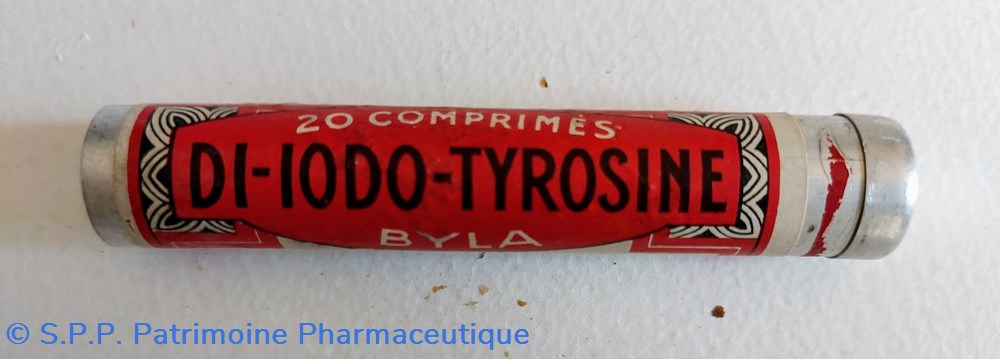 20 COMPRIMÉS
DI-IODO-TYROSINE
BYLA
© S.P.P. Patrimoine Pharmaceutique